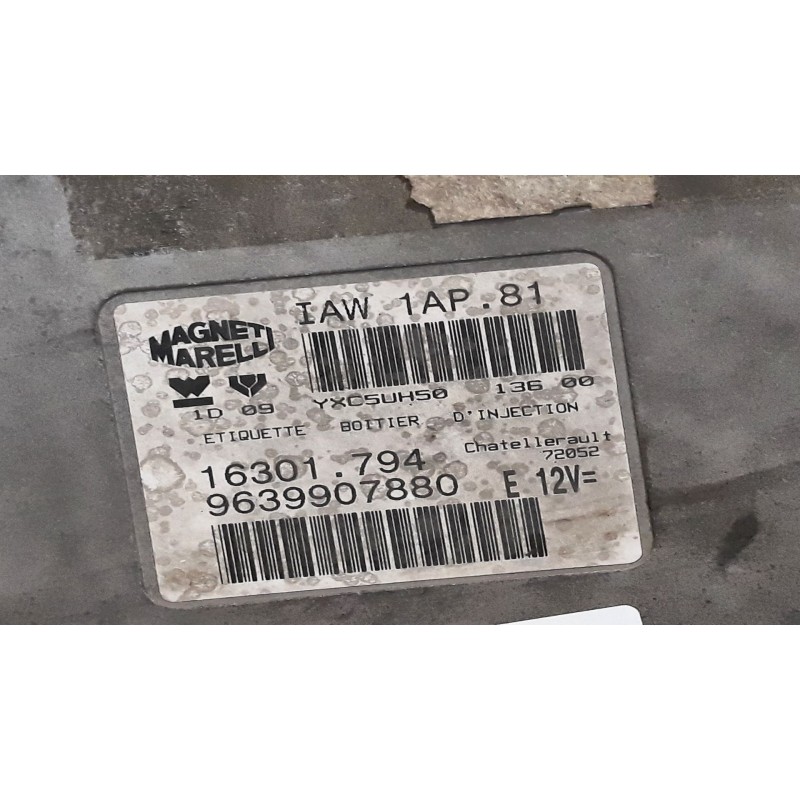 IAW 1AP.81
MAGNETI
MARELLI
YXC5UH50 136 00
1D 09
ETIQUETTE BOITIER D'INJECTION
Chatellerault
72052
16301.794
9639907880 E 12V=